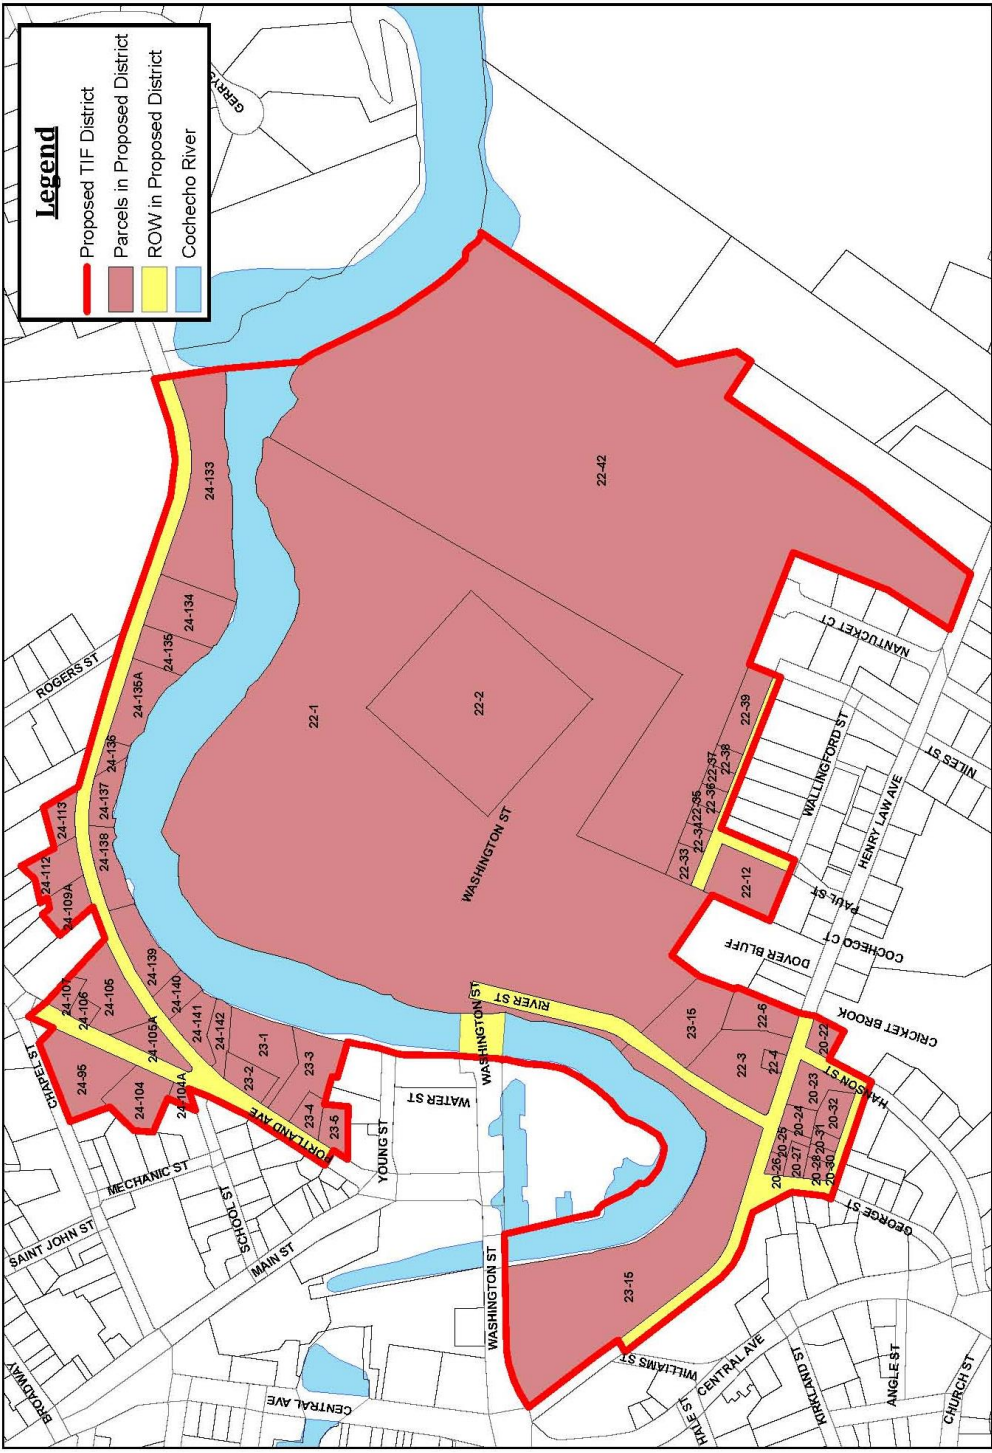 Legend
Proposed TIF District
Parcels in Proposed District
ROW in Proposed District
Cochecho River
GERRYS
ROGERS ST
24-133
24-134
24-135
24-135A
24-136
24-137
24-138
24-113
24-112
24-109A
24-139
24-140
24-141
24-142
24-107
24-106
24-105
24-105A
24-95
24-104
24-104A
CHAPEL ST
PORTLAND AVE
MECHANIC ST
SCHOOL ST
SAINT JOHN ST
MAIN ST
BROADWAY
CENTRAL AVE
23-1
23-2
23-3
23-4
23-5
YOUNG ST
WATER ST
WASHINGTON ST
WASHINGTON ST
WASHINGTON ST
RIVER ST
22-1
22-2
22-42
22-39
22-38
22-37
22-36
22-35
22-34
22-33
22-12
NANTUCKET CT
WALLINGFORD ST
NILES ST
HENRY LAW AVE
PAUL ST
COCHECO CT
DOVER BLUFF
CRICKET BROOK
23-15
22-6
22-3
22-4
20-22
HANSON ST
20-23
20-24
20-25
20-26
20-27
20-28
20-30
20-31
20-32
GEORGE ST
23-15
WILLIAMS ST
CENTRAL AVE
HALE ST
KIRKLAND ST
ANGLE ST
CHURCH ST